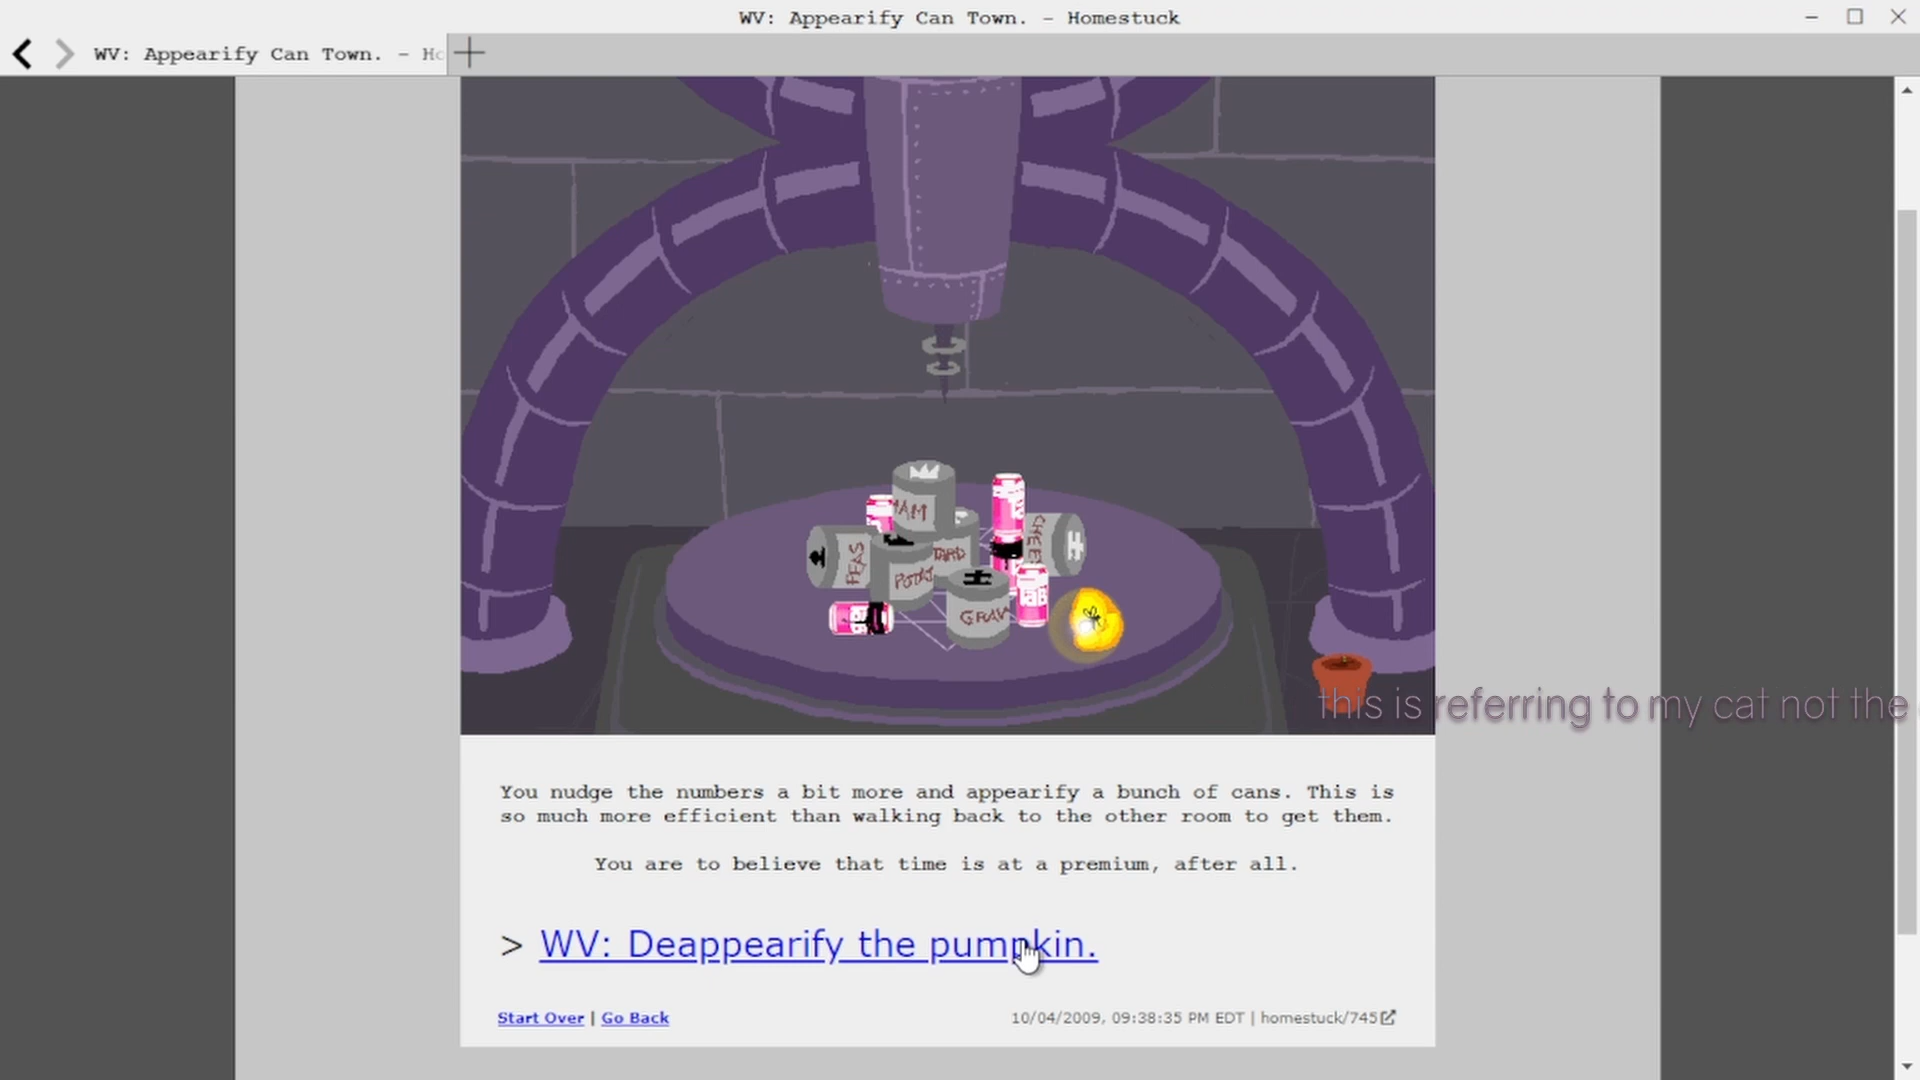 WV: Appearify Can Town. - Homestuck
WV: Appearify Can Town. - Ho
HAM
PEAS
TARD
CHEE
GRAV
TaB
this is referring to my cat not the
You nudge the numbers a bit more and appearify a bunch of cans. This is
so much more efficient than walking back to the other room to get them.
You are to believe that time is at a premium, after all.
> WV: Deappearify the pumpkin.
Start Over | Go Back
10/04/2009, 09:38:35 PM EDT | homestuck/745